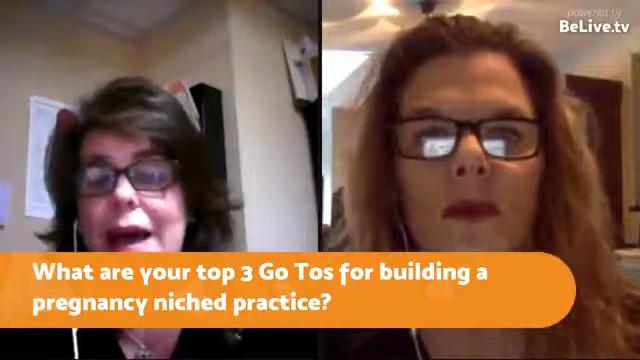 powered by
BeLive.tv
What are your top 3 Go Tos for building a
pregnancy niched practice?